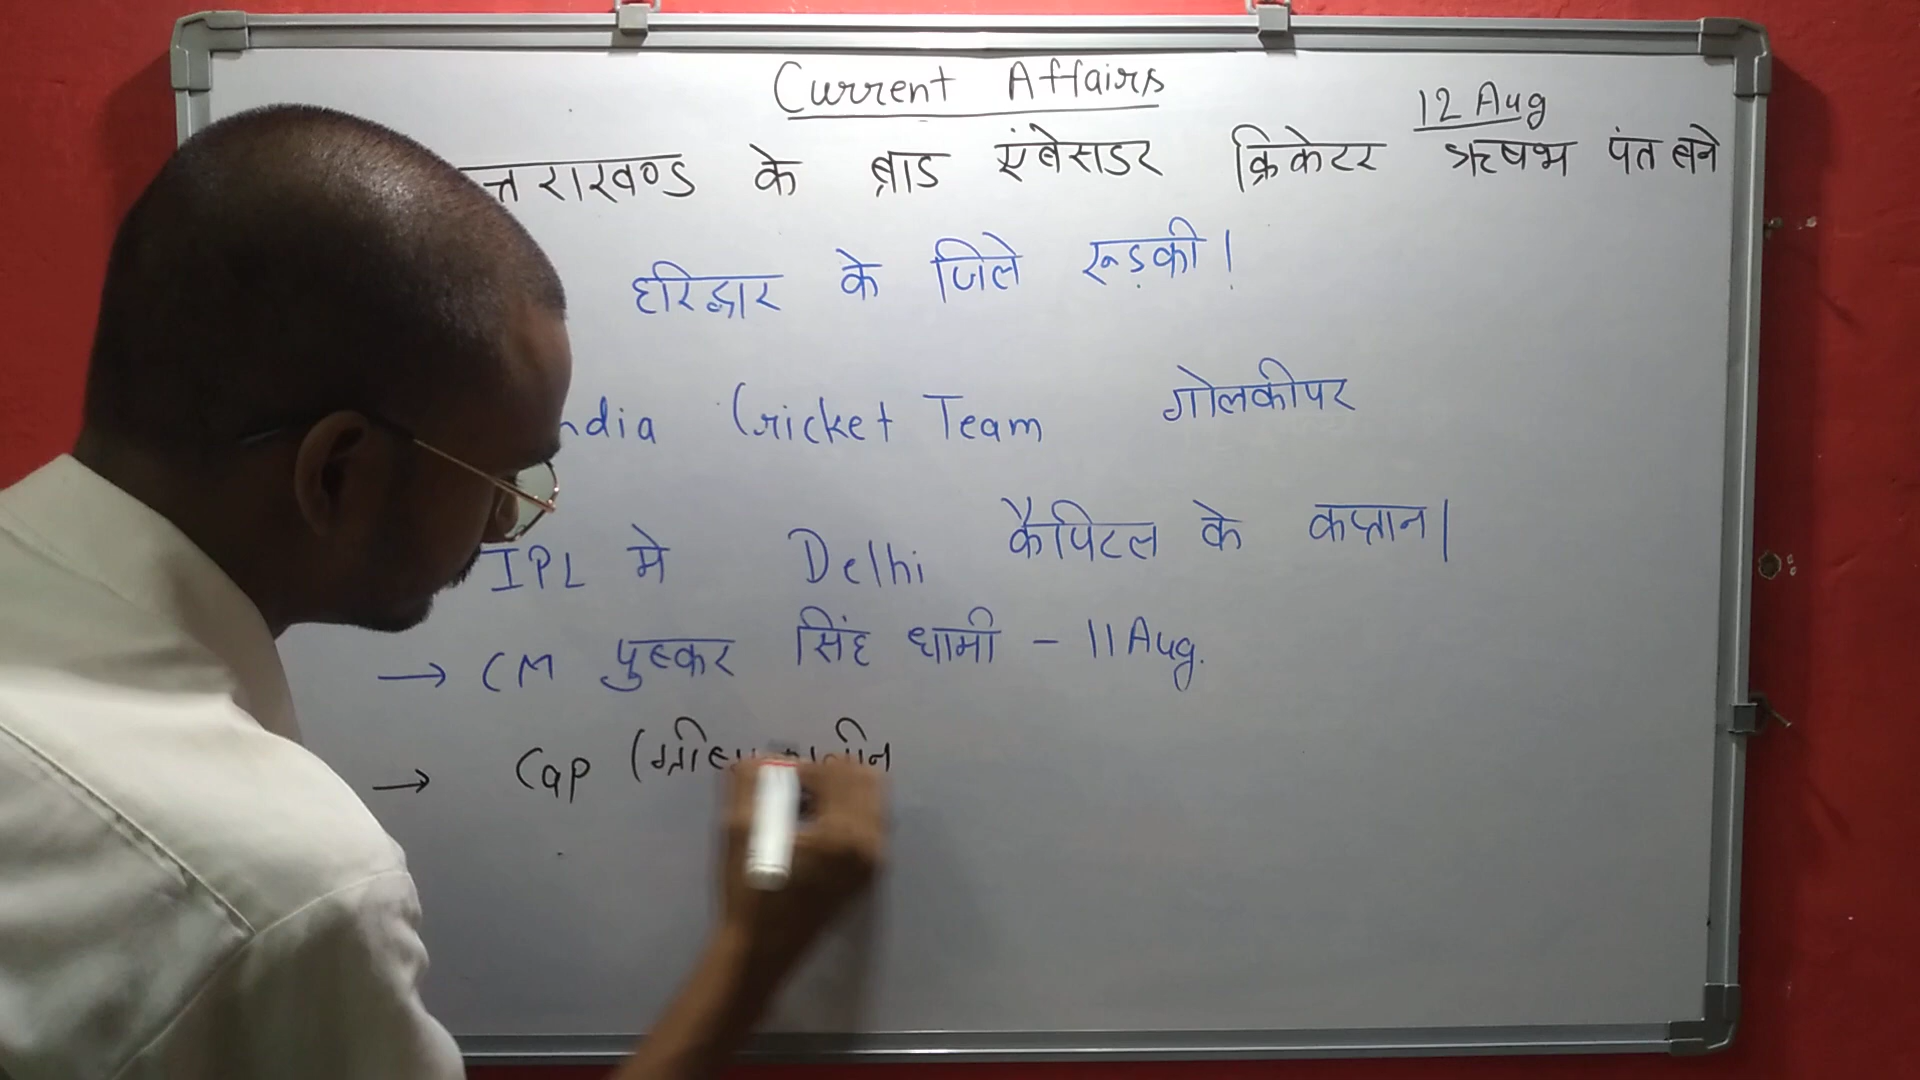 Current Affairs
12 Aug
त्तराखण्ड के ब्राड एंबेसडर क्रिकेटर ऋषभ पंत बने
हरिद्वार के जिले रूड़की।
ndia Cricket Team गोलकीपर
IPL मे Delhi कैपिटल के कप्तान।
→ CM पुष्कर सिंह धामी - 11 Aug.
→ Cap (